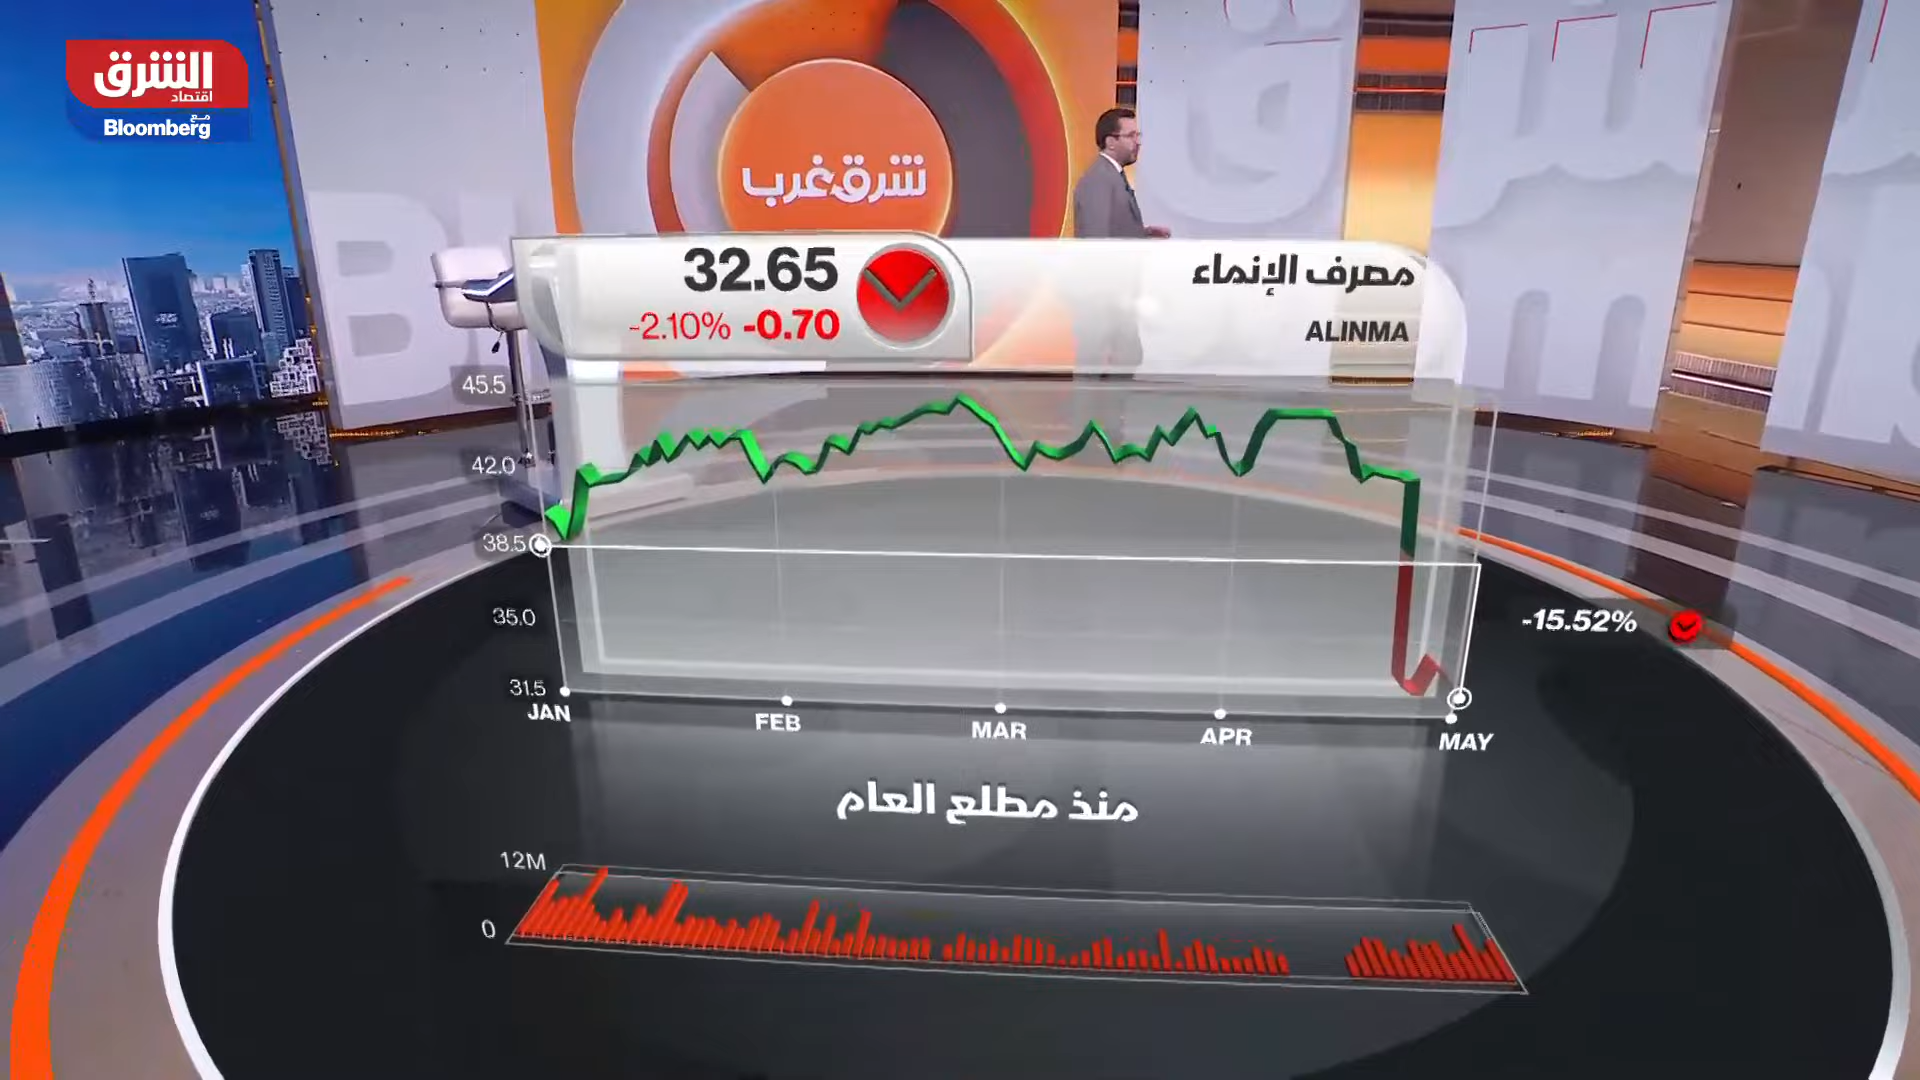 الشرق
اقتصاد
مع
Bloomberg
شرق غرب
مصرف الإنماء
ALINMA
32.65
-2.10% -0.70
45.5
42.0
38.5
35.0
31.5
JAN
FEB
MAR
APR
MAY
-15.52%
منذ مطلع العام
12M
0